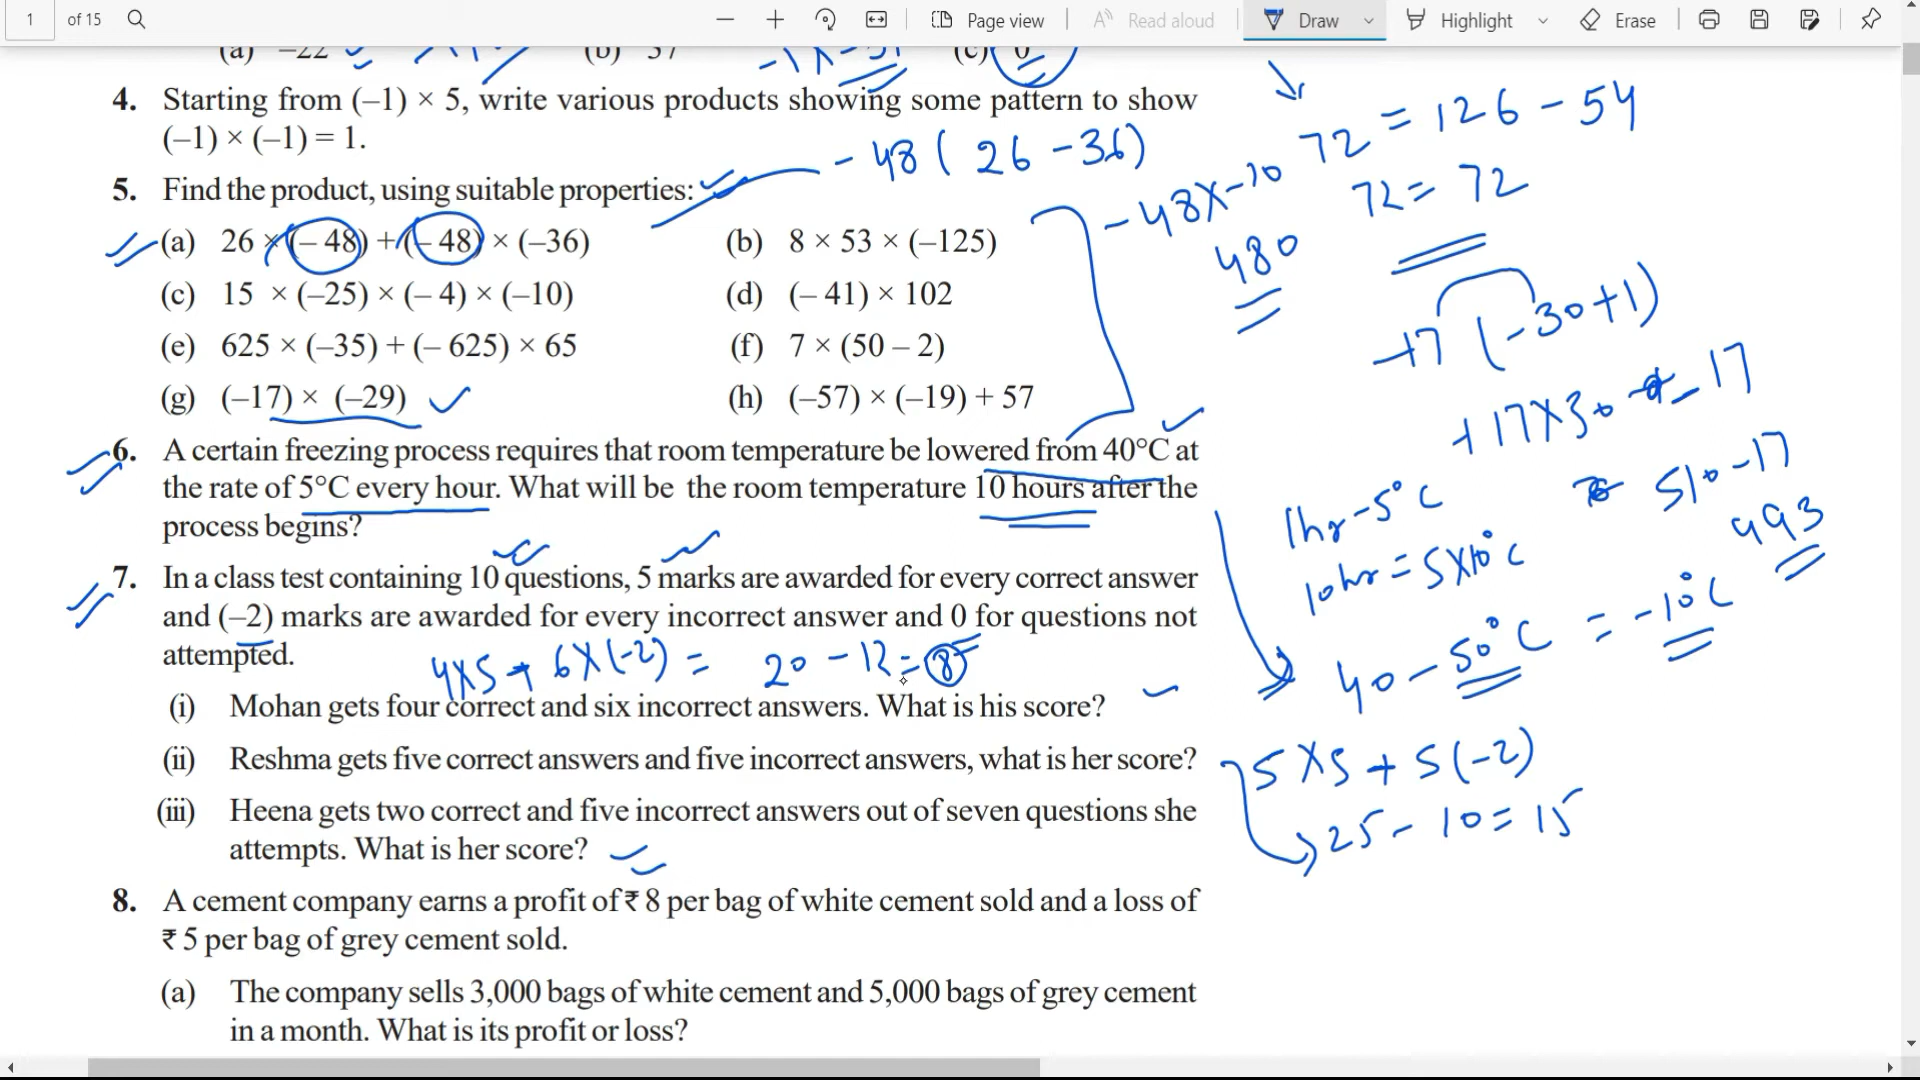 1 of 15 Page view Read aloud Draw Highlight Erase
(a) –22 (b) 37 (c) 0
4. Starting from (–1) × 5, write various products showing some pattern to show
(–1) × (–1) = 1.
72 = 126 - 54
72 = 72
5. Find the product, using suitable properties:
- 48 ( 26 - 36)
- 48 X - 10
480
(a) 26 × (– 48) + (– 48) × (–36) (b) 8 × 53 × (–125)
(c) 15 × (–25) × (– 4) × (–10) (d) (– 41) × 102
(e) 625 × (–35) + (– 625) × 65 (f) 7 × (50 – 2)
(g) (–17) × (–29) (h) (–57) × (–19) + 57
-17 (-30+1)
+17X30 - 17
510 - 17
493
6. A certain freezing process requires that room temperature be lowered from 40°C at
the rate of 5°C every hour. What will be the room temperature 10 hours after the
process begins?
1hr - 5°C
10hr = 5X10°C
40 - 50°C = -10°C
7. In a class test containing 10 questions, 5 marks are awarded for every correct answer
and (–2) marks are awarded for every incorrect answer and 0 for questions not
attempted.
4X5 + 6X(-2) = 20 - 12 = 8
(i) Mohan gets four correct and six incorrect answers. What is his score?
(ii) Reshma gets five correct answers and five incorrect answers, what is her score?
5X5 + 5(-2)
25 - 10 = 15
(iii) Heena gets two correct and five incorrect answers out of seven questions she
attempts. What is her score?
8. A cement company earns a profit of ₹ 8 per bag of white cement sold and a loss of
₹ 5 per bag of grey cement sold.
(a) The company sells 3,000 bags of white cement and 5,000 bags of grey cement
in a month. What is its profit or loss?